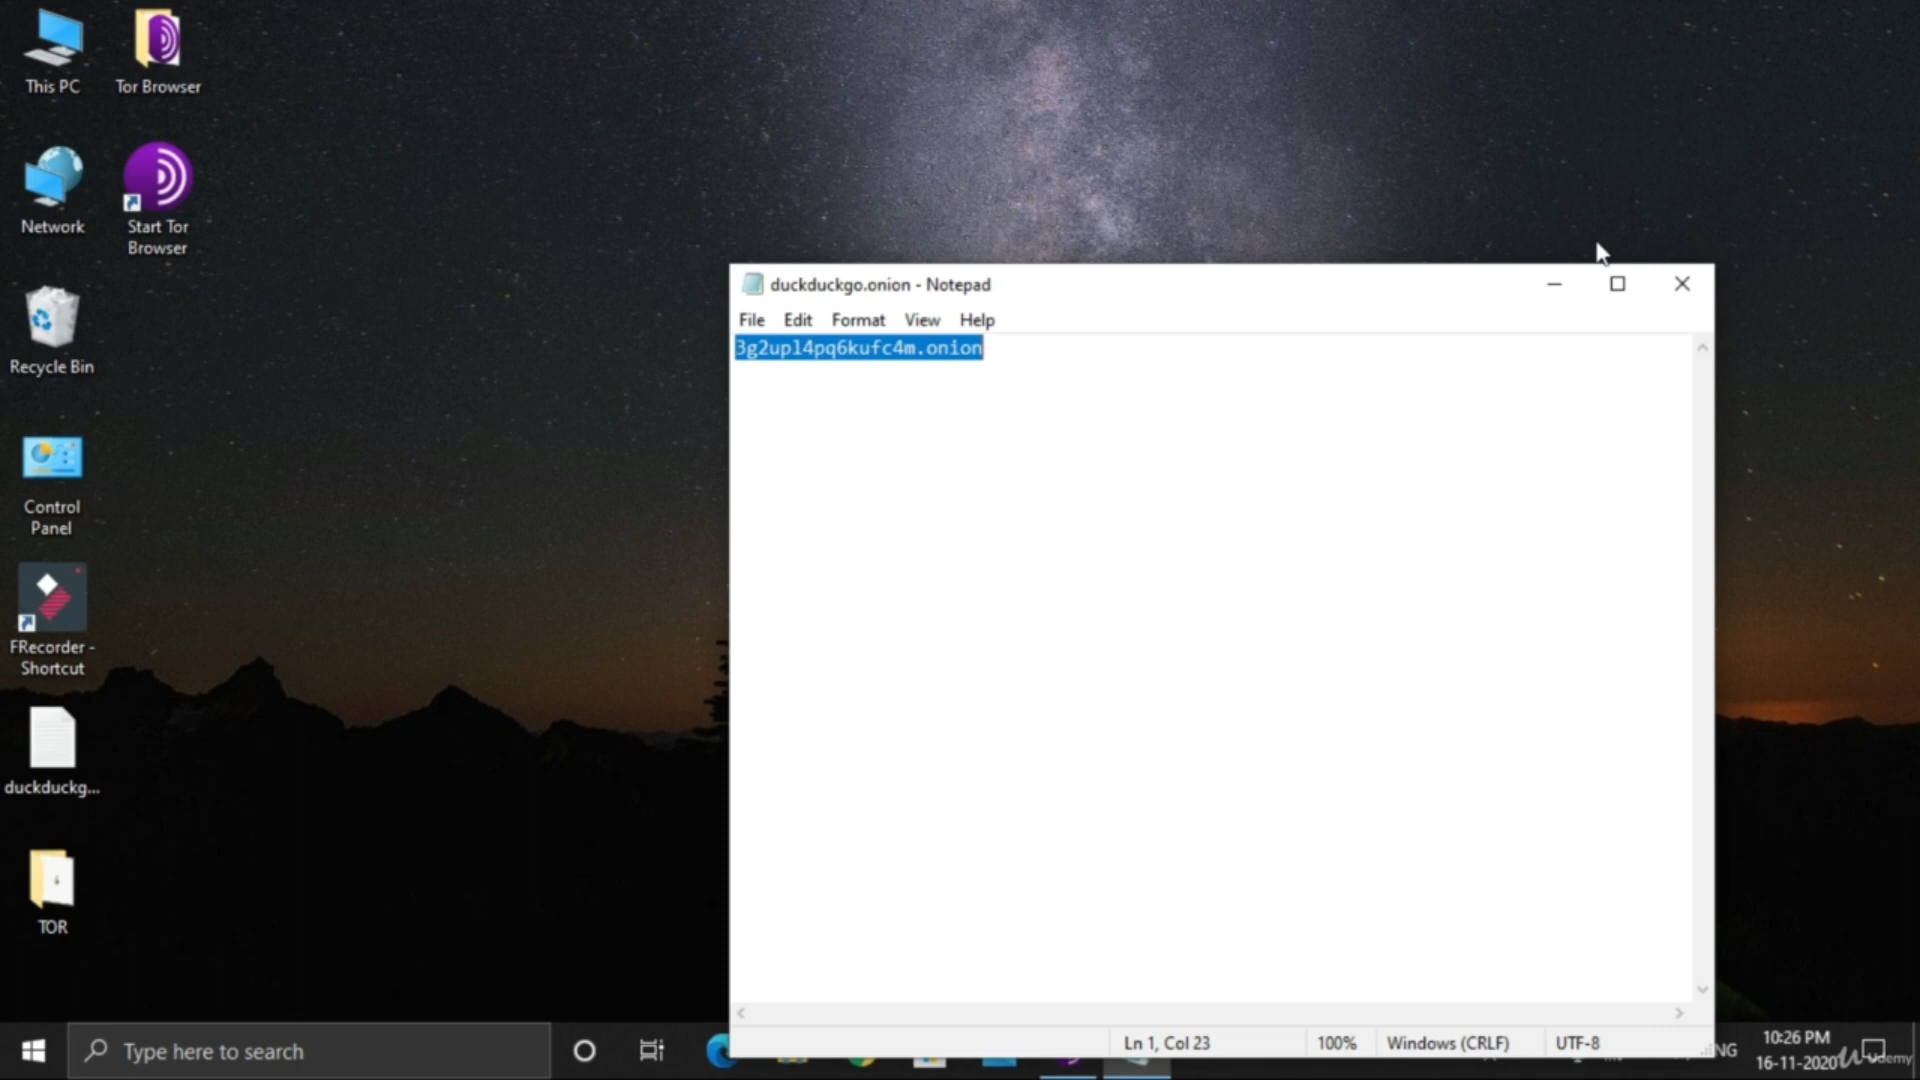 This PC
Tor Browser
Network
Start Tor
Browser
Recycle Bin
Control
Panel
FRecorder -
Shortcut
duckduckg...
TOR
duckduckgo.onion - Notepad
File Edit Format View Help
3g2upl4pq6kufc4m.onion
Ln 1, Col 23
100%
Windows (CRLF)
UTF-8
Type here to search
NG
10:26 PM
16-11-2020
Udemy